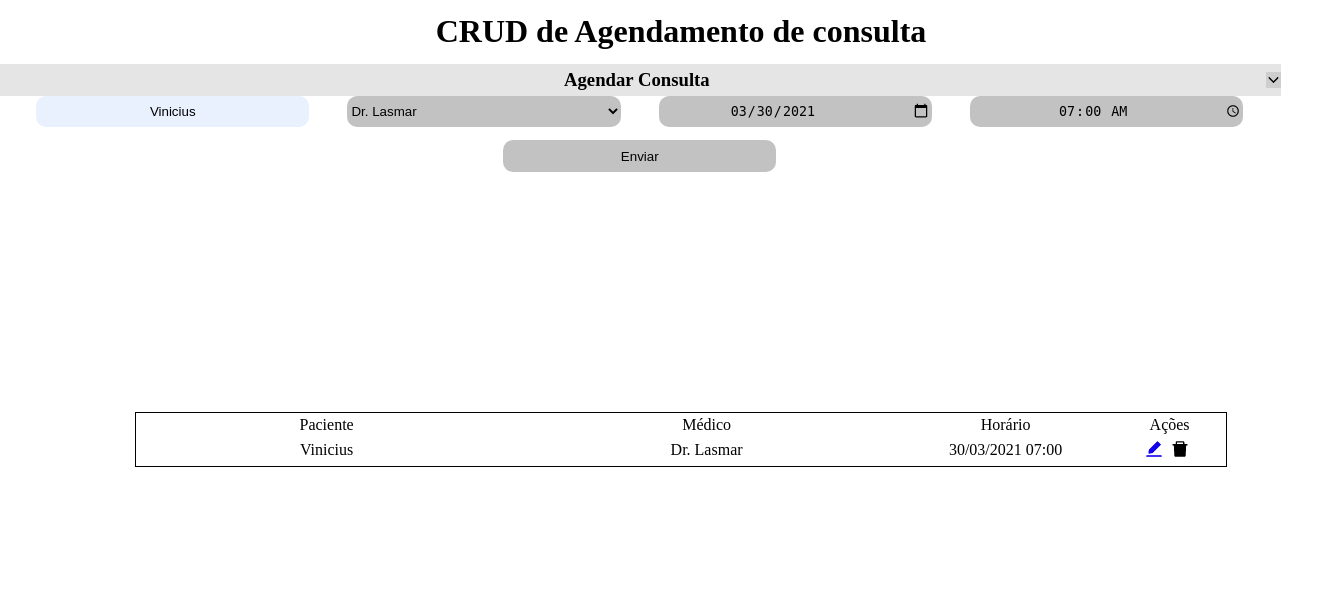 CRUD de Agendamento de consulta
Agendar Consulta
Vinicius Dr. Lasmar 03/30/2021 07:00 AM
Enviar
Paciente Médico Horário Ações
Vinicius Dr. Lasmar 30/03/2021 07:00